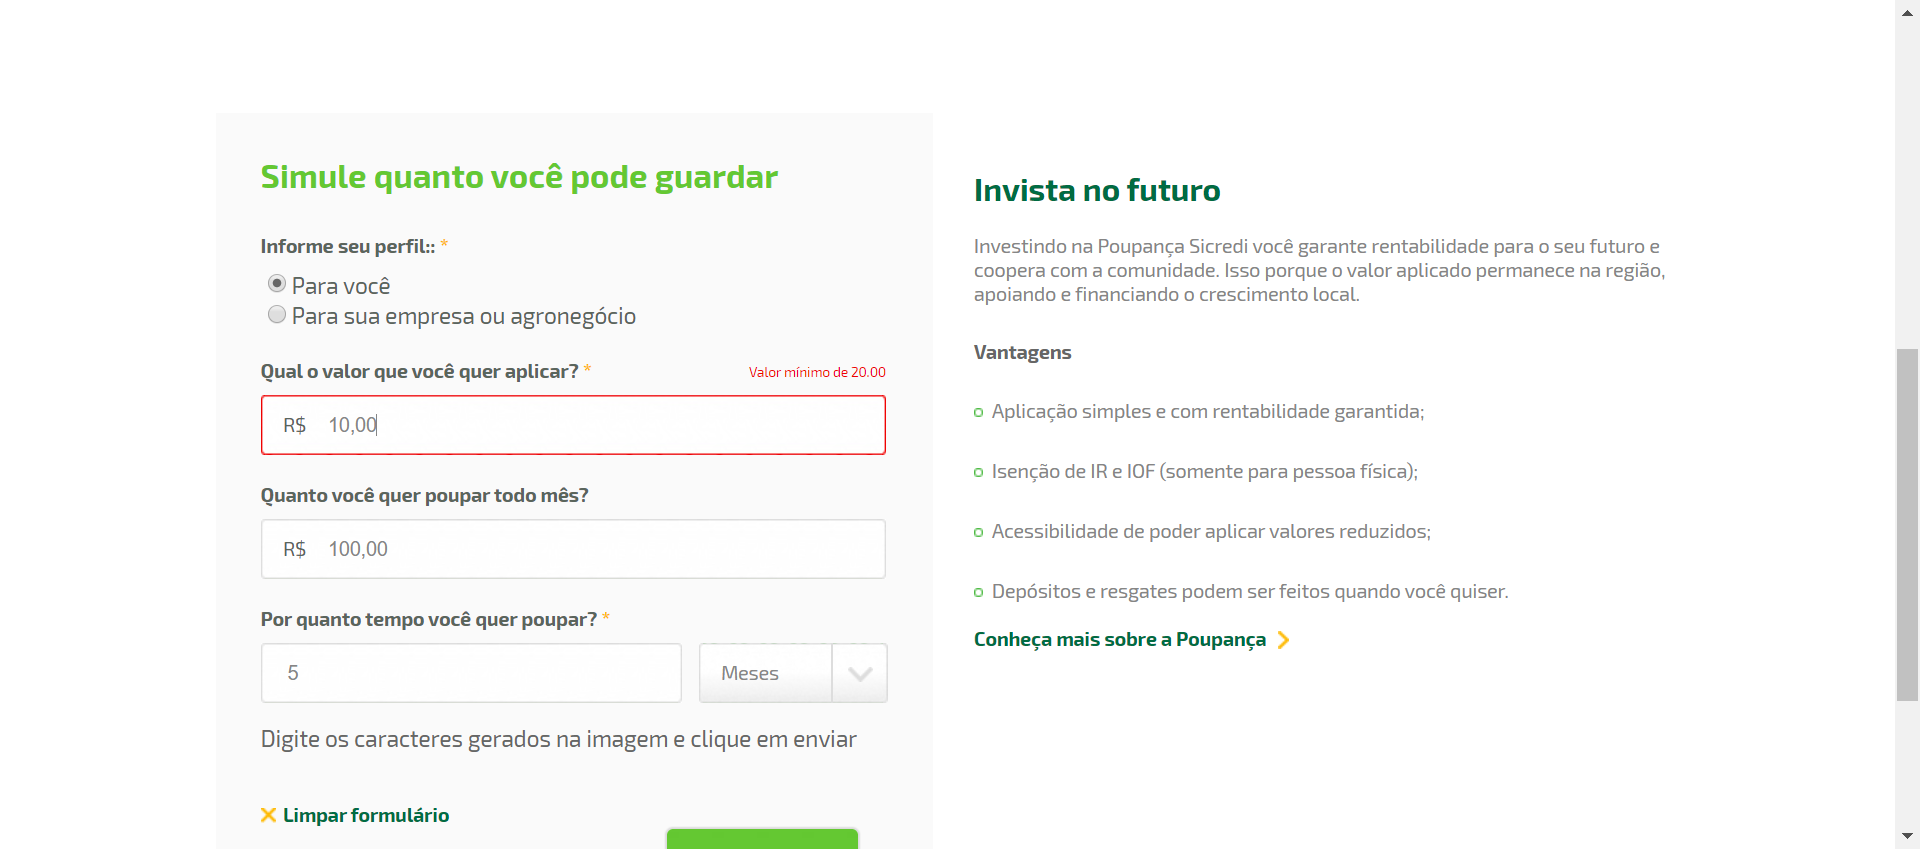 Simule quanto você pode guardar
Informe seu perfil:: *
Para você
Para sua empresa ou agronegócio
Qual o valor que você quer aplicar? *
Valor mínimo de 20.00
R$ 10,00
Quanto você quer poupar todo mês?
R$ 100,00
Por quanto tempo você quer poupar? *
5 Meses
Digite os caracteres gerados na imagem e clique em enviar
Limpar formulário
Invista no futuro
Investindo na Poupança Sicredi você garante rentabilidade para o seu futuro e
coopera com a comunidade. Isso porque o valor aplicado permanece na região,
apoiando e financiando o crescimento local.
Vantagens
Aplicação simples e com rentabilidade garantida;
Isenção de IR e IOF (somente para pessoa física);
Acessibilidade de poder aplicar valores reduzidos;
Depósitos e resgates podem ser feitos quando você quiser.
Conheça mais sobre a Poupança